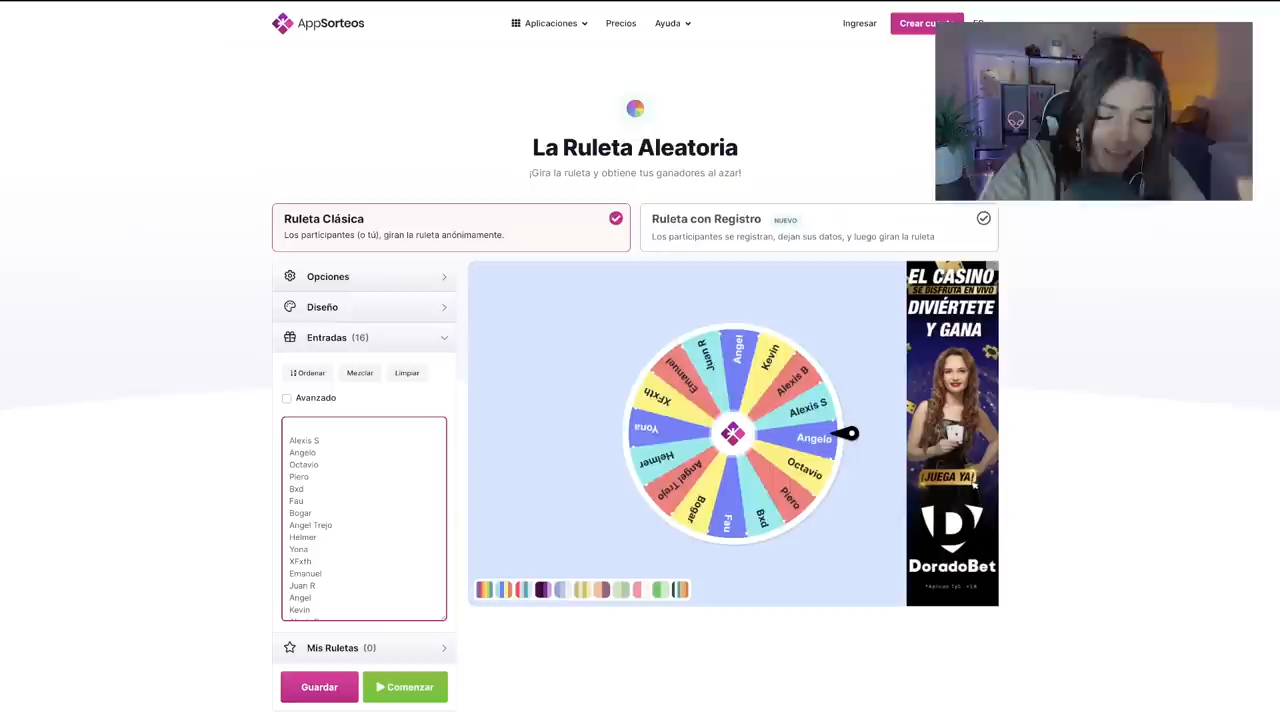 AppSorteos
Aplicaciones
Precios
Ayuda
Ingresar
Crear
La Ruleta Aleatoria
¡Gira la ruleta y obtiene tus ganadores al azar!
Ruleta Clásica
Los participantes (o tú), giran la ruleta anónimamente.
Ruleta con Registro NUEVO
Los participantes se registran, dejan sus datos, y luego giran la ruleta
Opciones
Diseño
Entradas (16)
Ordenar
Mezclar
Limpiar
Avanzado
Alexis S
Angelo
Octavio
Piero
Bxd
Fau
Bogar
Angel Trejo
Helmer
Yona
XFxth
Emanuel
Juan R
Angel
Kevin
Mis Ruletas (0)
Guardar
Comenzar
Angel
Kevin
Alexis B
Alexis S
Angelo
Octavio
Piero
Bxd
Fau
Bogar
Angel Trejo
Helmer
Yona
XFxth
Emanuel
Juan R
EL CASINO
SE DISFRUTA EN VIVO
DIVIÉRTETE
Y GANA
¡JUEGA YA!
DoradoBet